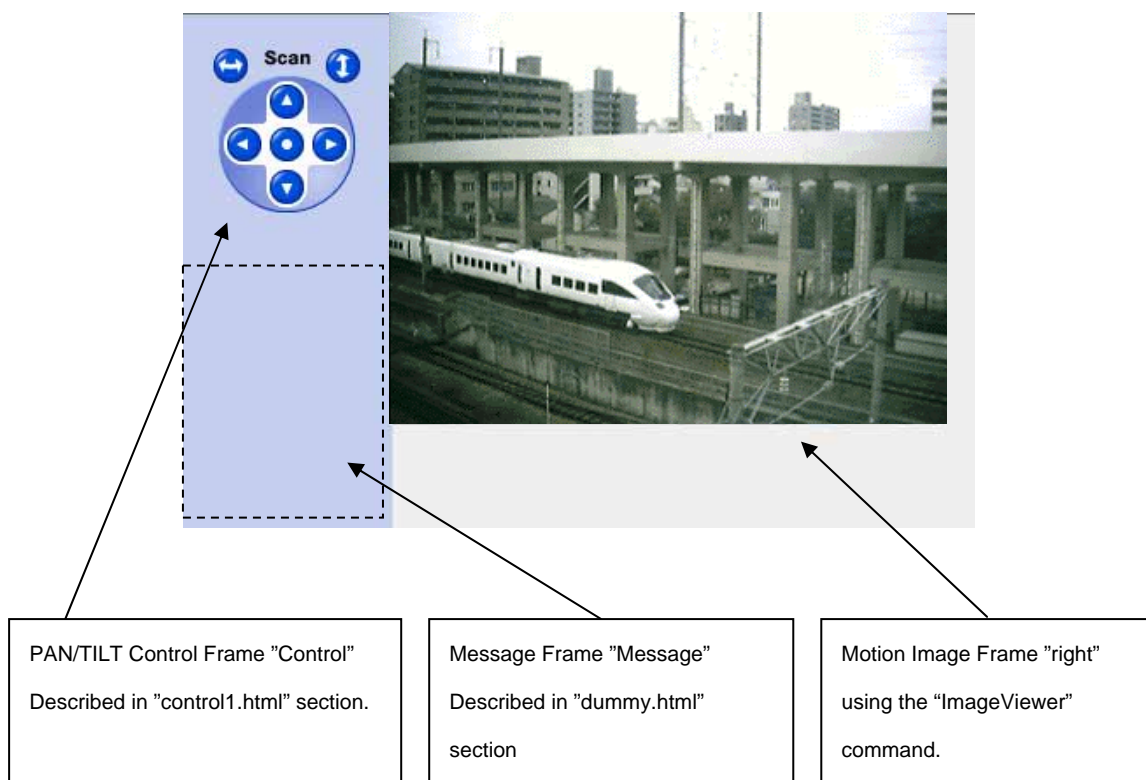 Scan
PAN/TILT Control Frame ”Control”
Described in ”control1.html” section.
Message Frame ”Message”
Described in ”dummy.html”
section
Motion Image Frame ”right”
using the “ImageViewer”
command.